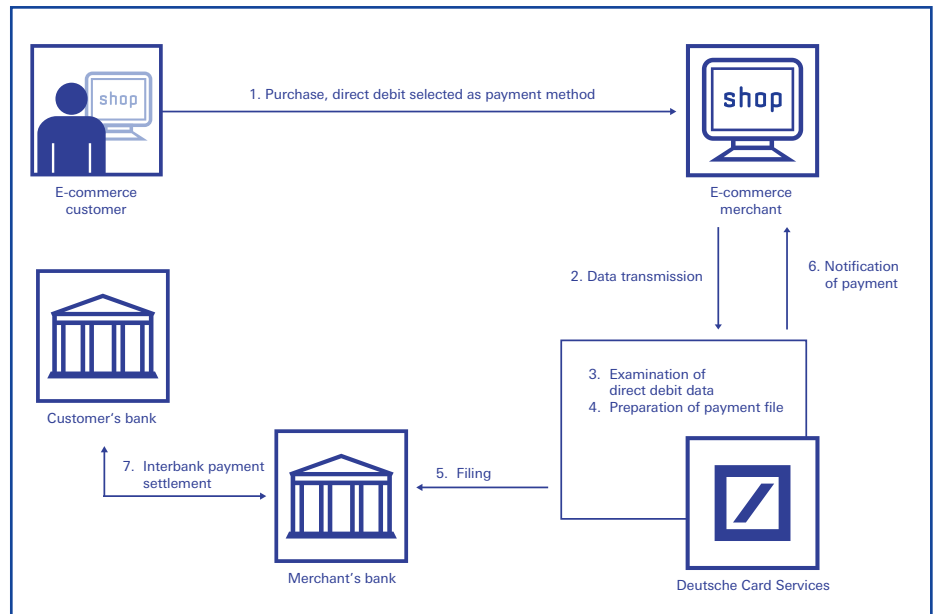 shop
1. Purchase, direct debit selected as payment method
shop
E-commerce
customer
E-commerce
merchant
2. Data transmission
6. Notification
of payment
3. Examination of
direct debit data
4. Preparation of payment file
Customer's bank
7. Interbank payment
settlement
5. Filing
Merchant's bank
Deutsche Card Services